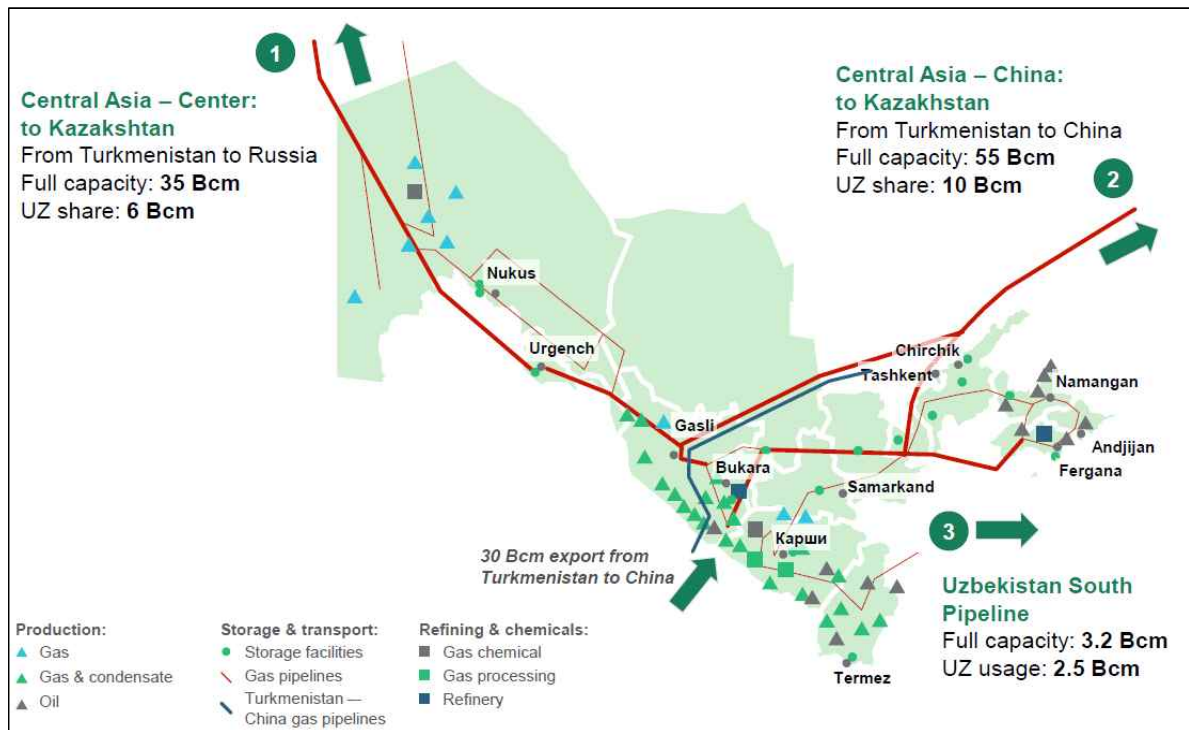 1
Central Asia – Center:
to Kazakshtan
From Turkmenistan to Russia
Full capacity: 35 Bcm
UZ share: 6 Bcm
Central Asia – China:
to Kazakhstan
From Turkmenistan to China
Full capacity: 55 Bcm
UZ share: 10 Bcm
2
Nukus
Urgench
Chirchik
Tashkent
Namangan
Gasli
Andjijan
Bukara
Fergana
Samarkand
Карши
3
30 Bcm export from
Turkmenistan to China
Uzbekistan South
Pipeline
Full capacity: 3.2 Bcm
UZ usage: 2.5 Bcm
Termez
Production:
Gas
Gas & condensate
Oil
Storage & transport:
Storage facilities
Gas pipelines
Turkmenistan —
China gas pipelines
Refining & chemicals:
Gas chemical
Gas processing
Refinery